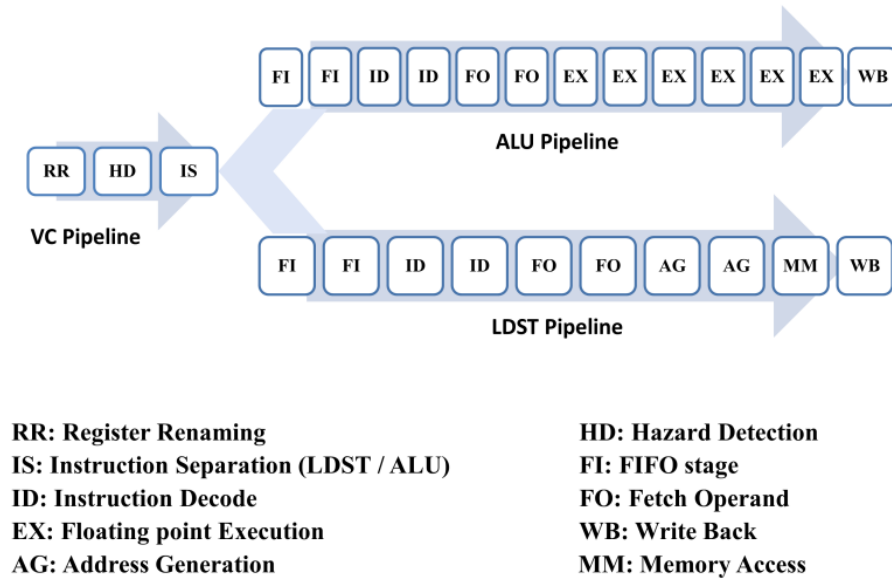 FI FI ID ID FO FO EX EX EX EX EX EX WB
ALU Pipeline
RR HD IS
VC Pipeline
FI FI ID ID FO FO AG AG MM WB
LDST Pipeline
RR: Register Renaming
HD: Hazard Detection
IS: Instruction Separation (LDST / ALU)
FI: FIFO stage
ID: Instruction Decode
FO: Fetch Operand
EX: Floating point Execution
WB: Write Back
AG: Address Generation
MM: Memory Access